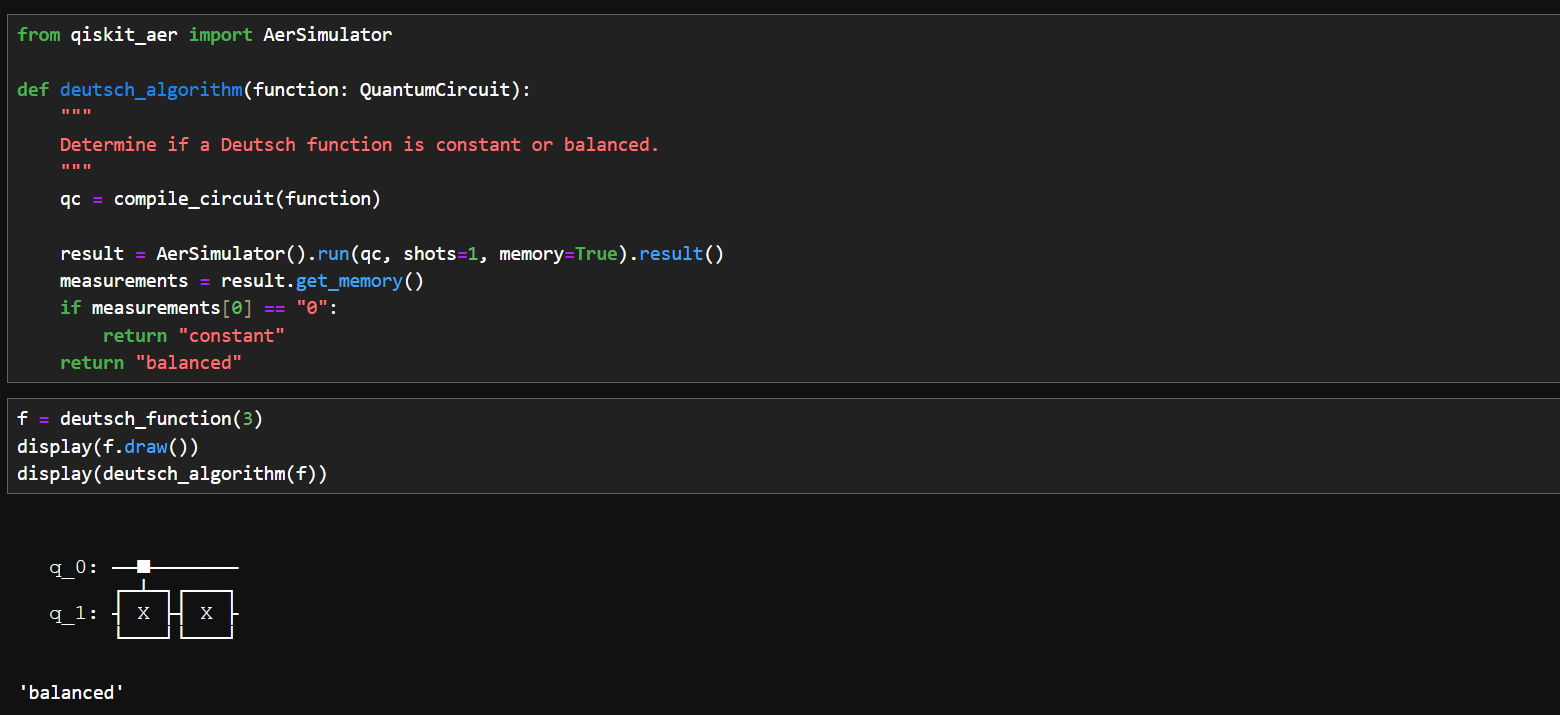 from qiskit_aer import AerSimulator
def deutsch_algorithm(function: QuantumCircuit):
"""
Determine if a Deutsch function is constant or balanced.
"""
qc = compile_circuit(function)
result = AerSimulator().run(qc, shots=1, memory=True).result()
measurements = result.get_memory()
if measurements[0] == "0":
return "constant"
return "balanced"
f = deutsch_function(3)
display(f.draw())
display(deutsch_algorithm(f))
q_0:
q_1: X X
'balanced'